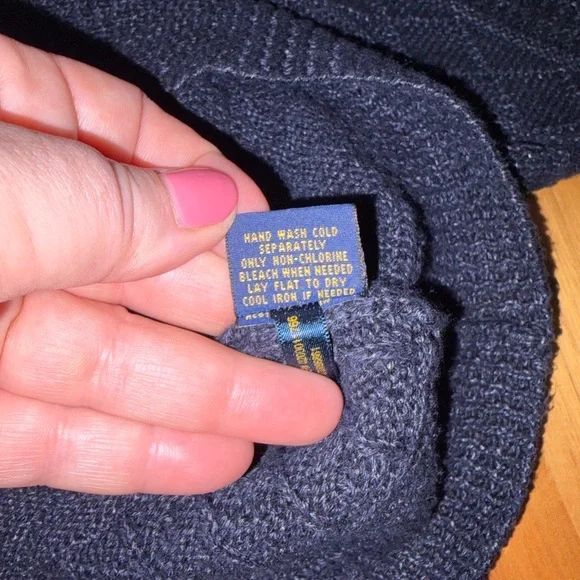 HAND WASH COLD
SEPARATELY
ONLY NON-CHLORINE
BLEACH WHEN NEEDED
LAY FLAT TO DRY
COOL IRON IF NEEDED